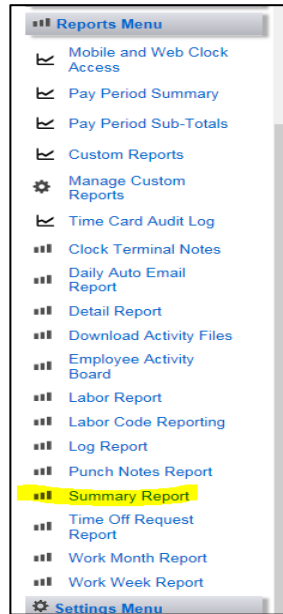 Reports Menu
Mobile and Web Clock
Access
Pay Period Summary
Pay Period Sub-Totals
Custom Reports
Manage Custom
Reports
Time Card Audit Log
Clock Terminal Notes
Daily Auto Email
Report
Detail Report
Download Activity Files
Employee Activity
Board
Labor Report
Labor Code Reporting
Log Report
Punch Notes Report
Summary Report
Time Off Request
Report
Work Month Report
Work Week Report
Settings Menu